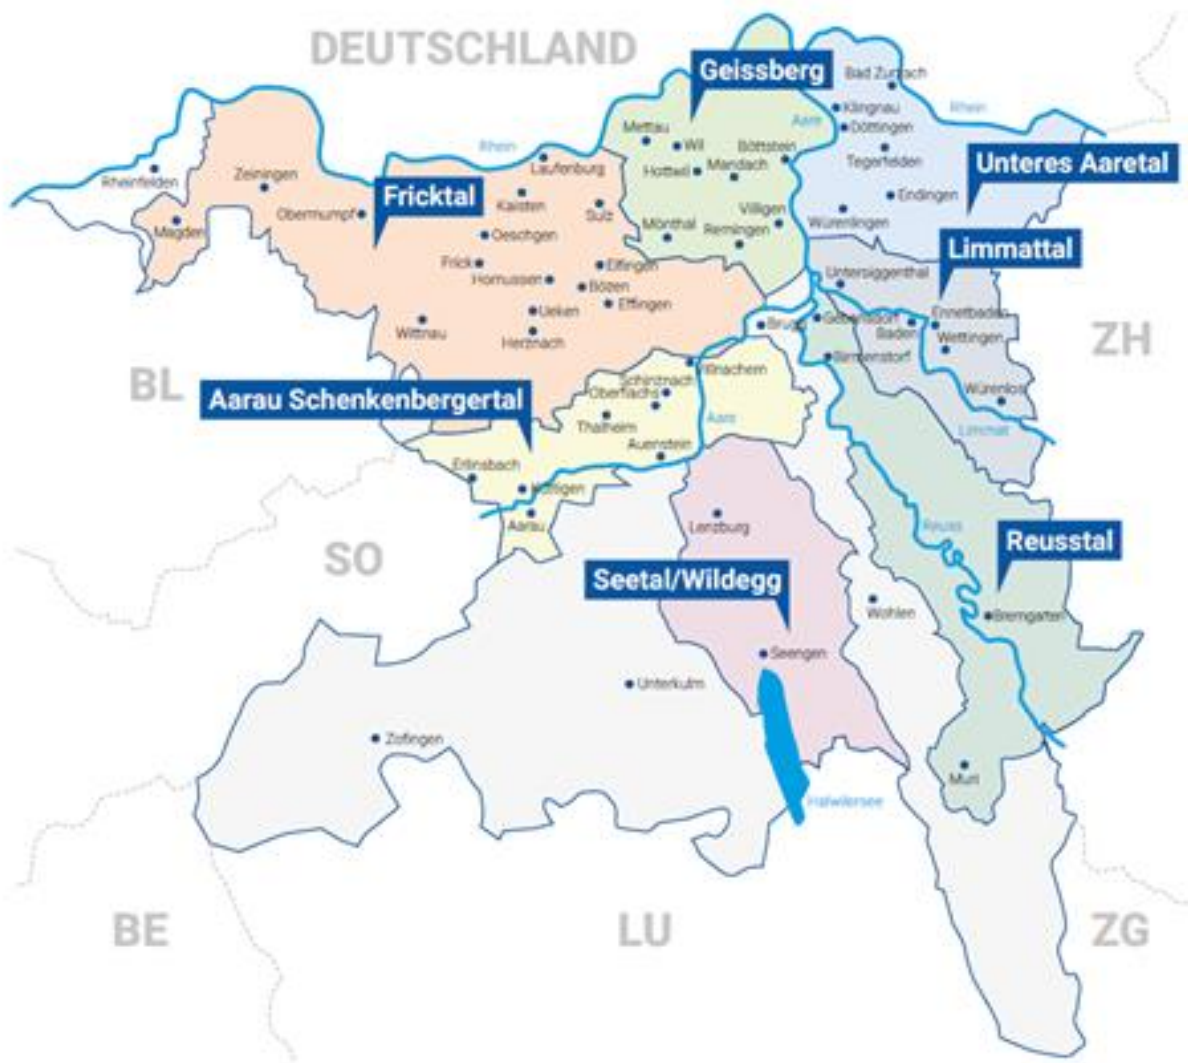 DEUTSCHLAND
Geissberg
Bad Zurzach
Rhein
Klingnau
Aare
Döttingen
Mettau
Wil
Böttstein
Rhein
Tegerfelden
Laufenburg
Hottwil
Mandach
Unteres Aaretal
Rheinfelden
Zeiningen
Fricktal
Kaisten
Endingen
Obermumpf
Sulz
Villigen
Würenlingen
Magden
Oeschgen
Mönthal
Remingen
Limmattal
Frick
Elfingen
Untersiggenthal
Hornussen
Bözen
Effingen
Ueken
Gebensdorf
Ennetbaden
Wittnau
Herznach
Brugg
Baden
Wettingen
ZH
Birmenstorf
BL
Villnachern
Schinznach
Würenlos
Aarau Schenkenbergertal
Oberflachs
Aare
Thalheim
Limmat
Auenstein
Erlinsbach
Küttigen
Lenzburg
Aarau
Reuss
Reusstal
SO
Seetal/Wildegg
Wohlen
Bremgarten
Seengen
Unterkulm
Zofingen
Muri
Halwilersee
BE
LU
ZG